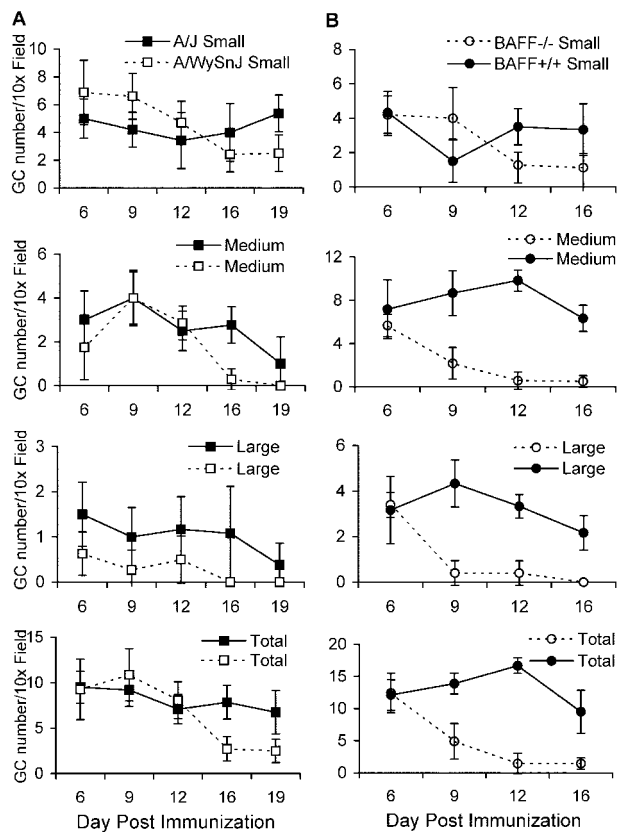 A
A/J Small
A/WySnJ Small
GC number/10x Field
10
8
6
4
2
0
6 9 12 16 19
Medium
Medium
GC number/10x Field
6
4
2
0
6 9 12 16 19
Large
Large
GC number/10x Field
3
2
1
0
6 9 12 16 19
Total
Total
GC number/10x Field
15
10
5
0
6 9 12 16 19
Day Post Immunization
B
BAFF-/- Small
BAFF+/+ Small
8
6
4
2
0
6 9 12 16
Medium
Medium
12
8
4
0
6 9 12 16
Large
Large
6
4
2
0
6 9 12 16
Total
Total
20
15
10
5
0
6 9 12 16
Day Post Immunization